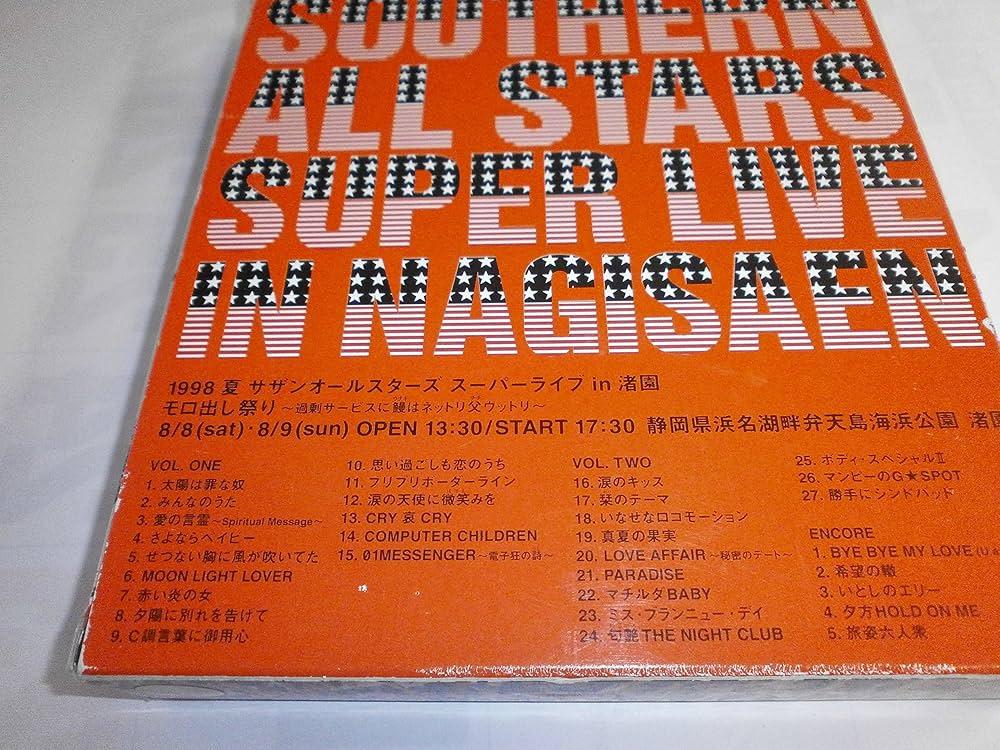 SOUTHERN
ALL STARS
SUPER LIVE
IN NAGISAEN
1998 夏 サザンオールスターズ スーパーライブ in 渚園
モロ出し祭り ～過剰サービスに鰻はネットリ父ウットリ～
8/8(sat)・8/9(sun) OPEN 13:30/START 17:30 静岡県浜名湖畔弁天島海浜公園 渚園
VOL. ONE
1. 太陽は罪な奴
2. みんなのうた
3. 愛の言霊～Spiritual Message～
4. さよならベイビー
5. せつない胸に風が吹いてた
6. MOON LIGHT LOVER
7. 赤い炎の女
8. 夕陽に別れを告げて
9. C調言葉に御用心
10. 思い過ごしも恋のうち
11. フリフリボーダーライン
12. 涙の天使に微笑みを
13. CRY 哀 CRY
14. COMPUTER CHILDREN
15. 01MESSENGER～電子狂の詩～
VOL. TWO
16. 涙のキッス
17. 栞のテーマ
18. いなせなロコモーション
19. 真夏の果実
20. LOVE AFFAIR～秘密のデート～
21. PARADISE
22. マチルダBABY
23. ミス・ブランニュー・デイ
24. 匂艶THE NIGHT CLUB
25. ボディ・スペシャルII
26. マンピーのG★SPOT
27. 勝手にシンドバッド
ENCORE
1. BYE BYE MY LOVE (U
2. 希望の轍
3. いとしのエリー
4. 夕方HOLD ON ME
5. 旅姿六人衆